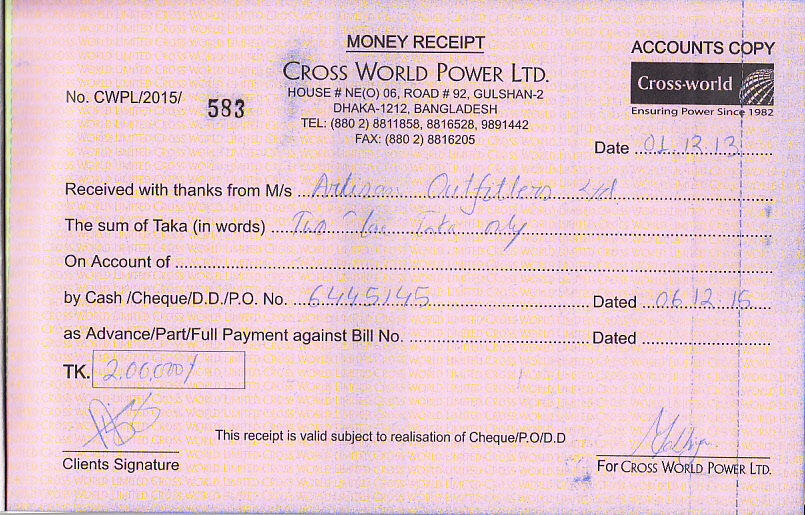 MONEY RECEIPT
ACCOUNTS COPY
CROSS WORLD POWER LTD.
Cross-world
Ensuring Power Since 1982
No. CWPL/2015/ 583
HOUSE # NE(O) 06, ROAD # 92, GULSHAN-2
DHAKA-1212, BANGLADESH
TEL: (880 2) 8811858, 8816528, 9891442
FAX: (880 2) 8816205
Date 01.12.13
Received with thanks from M/s Artisan Outfitters Ltd.
The sum of Taka (in words) Two Taka only
On Account of
by Cash /Cheque/D.D./P.O. No. 6445145 Dated 06.12.15
as Advance/Part/Full Payment against Bill No. Dated
TK. 2,00,000/
This receipt is valid subject to realisation of Cheque/P.O/D.D
Clients Signature
For CROSS WORLD POWER LTD.